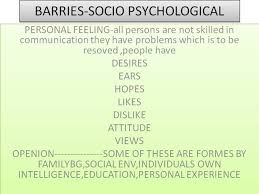 BARRIES-SOCIO PSYCHOLOGICAL
PERSONAL FEELING-all persons are not skilled in
communication they have problems which is to be
resoved ,people have
DESIRES
EARS
HOPES
LIKES
DISLIKE
ATTITUDE
VIEWS
OPENION---------------SOME OF THESE ARE FORMES BY
FAMILYBG,SOCIAL ENV,INDIVIDUALS OWN
INTELLIGENCE,EDUCATION,PERSONAL EXPERIENCE